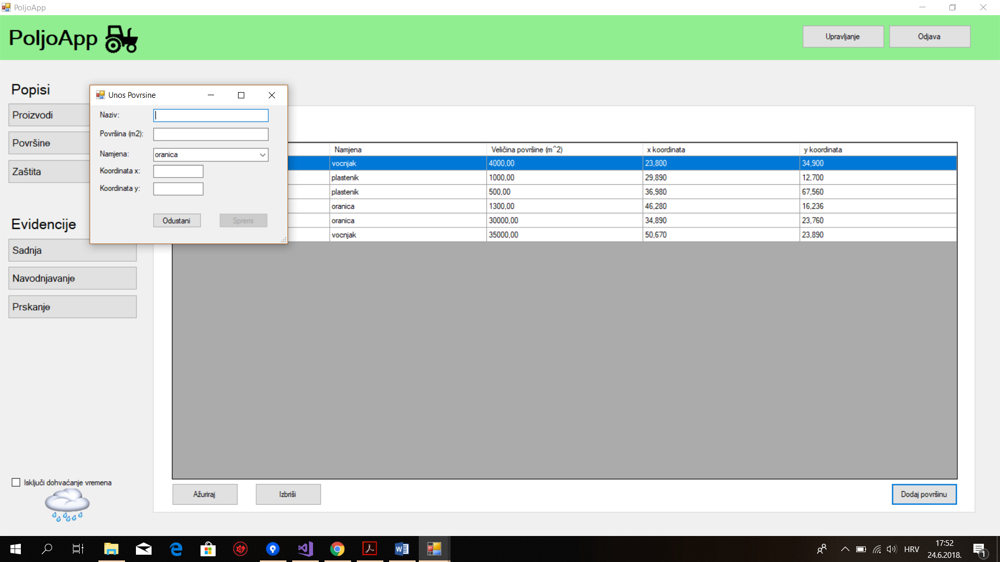 PoljoApp
PoljoApp
Upravljanje
Odjava
Popisi
Proizvodi
Površine
Zaštita
Evidencije
Sadnja
Navodnjavanje
Prskanje
Unos Povrsine
Naziv:
Površina (m2):
Namjena: oranica
Koordinata x:
Koordinata y:
Odustani Spremi
Namjena Veličina površine (m^2) x koordinata y koordinata
vocnjak 4000,00 23,800 34,900
plastenik 1000,00 29,890 12,700
plastenik 500,00 36,980 67,560
oranica 1300,00 46,280 16,236
oranica 30000,00 34,890 23,760
vocnjak 35000,00 50,670 23,890
Isključi dohvaćanje vremena
Ažuriraj Izbriši Dodaj površinu
HRV
17:52
24.6.2018.
1